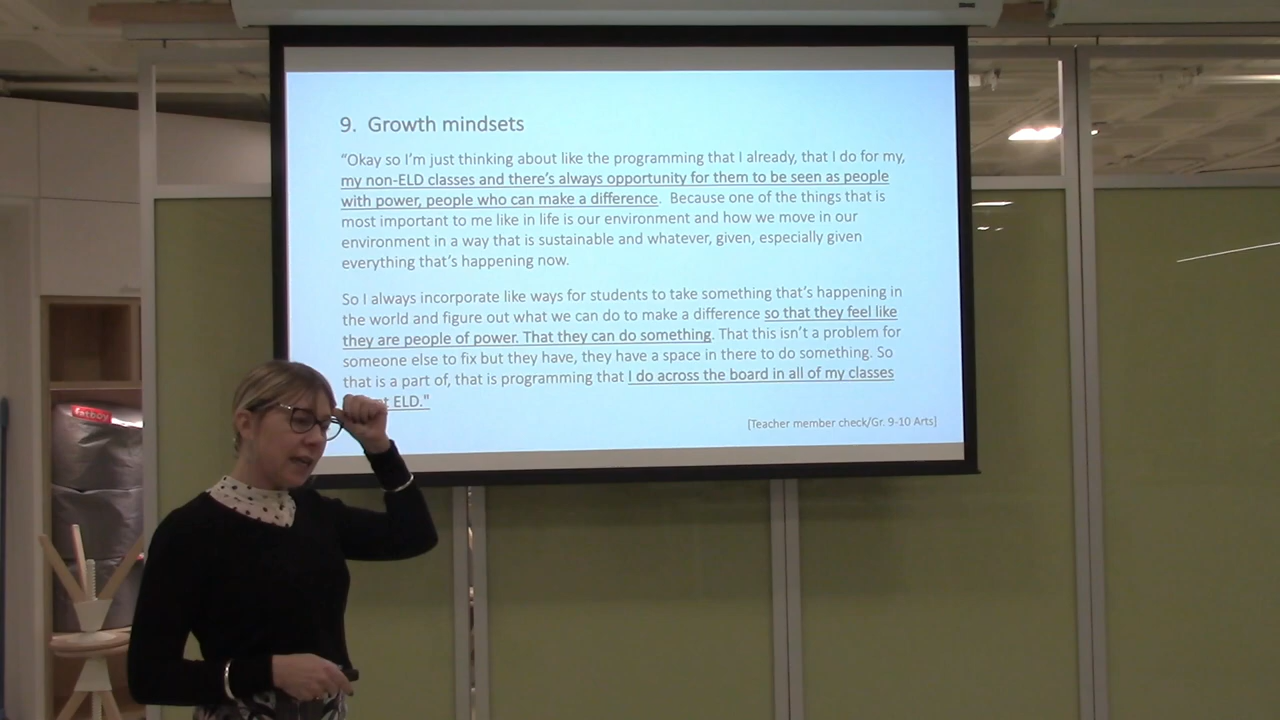 9. Growth mindsets
“Okay so I’m just thinking about like the programming that I already, that I do for my,
my non-ELD classes and there’s always opportunity for them to be seen as people
with power, people who can make a difference. Because one of the things that is
most important to me like in life is our environment and how we move in our
environment in a way that is sustainable and whatever, given, especially given
everything that’s happening now.
So I always incorporate like ways for students to take something that’s happening in
the world and figure out what we can do to make a difference so that they feel like
they are people of power. That they can do something. That this isn’t a problem for
someone else to fix but they have, they have a space in there to do something. So
that is a part of, that is programming that I do across the board in all of my classes
ELD."
[Teacher member check/Gr. 9-10 Arts]
fatboy